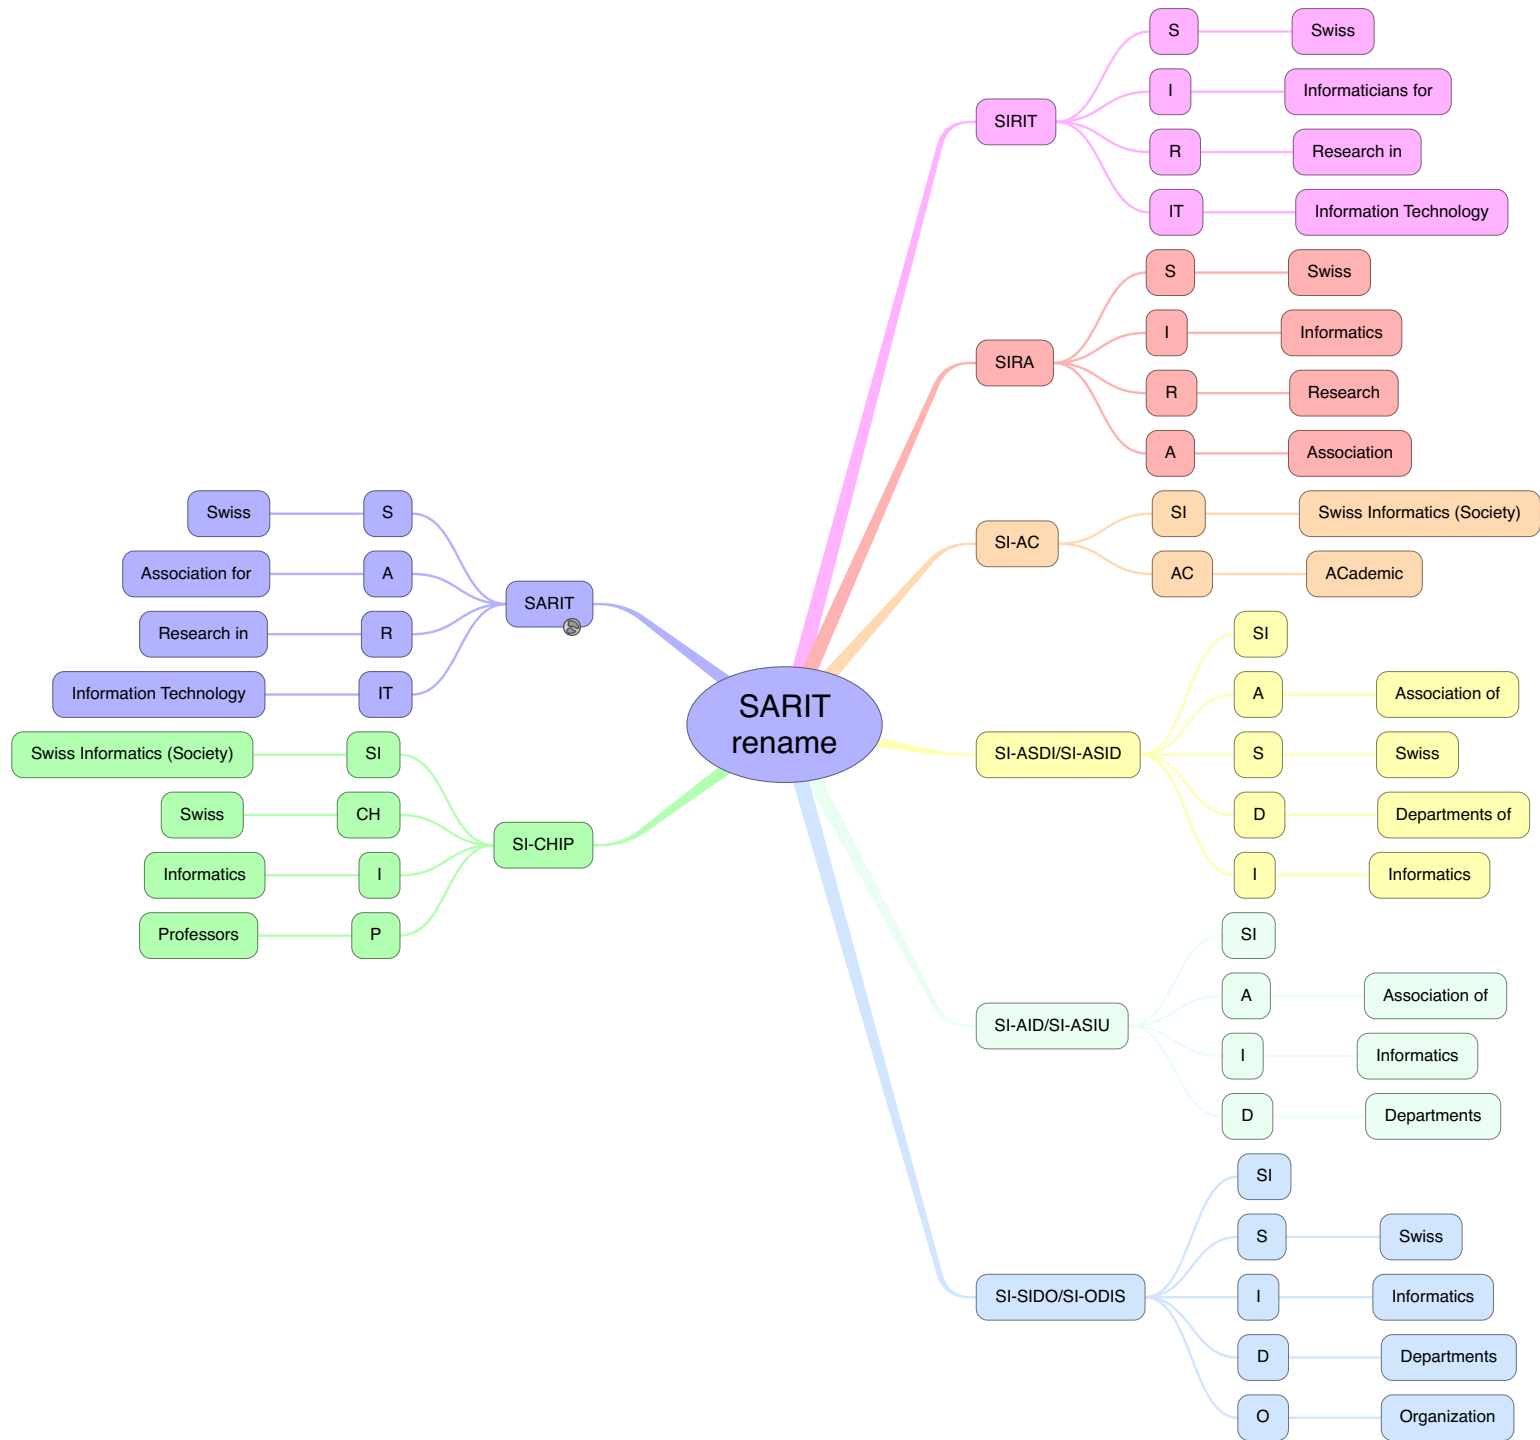 SARIT
rename
SIRIT
S
Swiss
I
Informaticians for
R
Research in
IT
Information Technology
SIRA
S
Swiss
I
Informatics
R
Research
A
Association
SI-AC
SI
Swiss Informatics (Society)
AC
ACademic
SI-ASDI/SI-ASID
SI
A
Association of
S
Swiss
D
Departments of
I
Informatics
SI-AID/SI-ASIU
SI
A
Association of
I
Informatics
D
Departments
SI-SIDO/SI-ODIS
SI
S
Swiss
I
Informatics
D
Departments
O
Organization
SARIT
S
Swiss
A
Association for
R
Research in
IT
Information Technology
SI-CHIP
SI
Swiss Informatics (Society)
CH
Swiss
I
Informatics
P
Professors